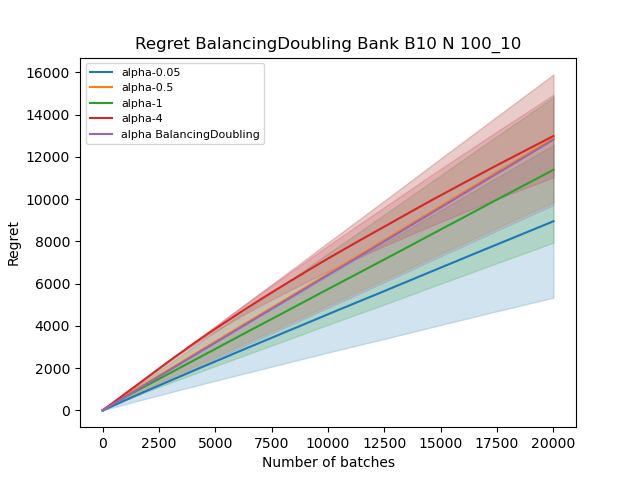 Regret BalancingDoubling Bank B10 N 100_10
16000
14000
12000
10000
8000
6000
4000
2000
0
Regret
alpha-0.05
alpha-0.5
alpha-1
alpha-4
alpha BalancingDoubling
0 2500 5000 7500 10000 12500 15000 17500 20000
Number of batches